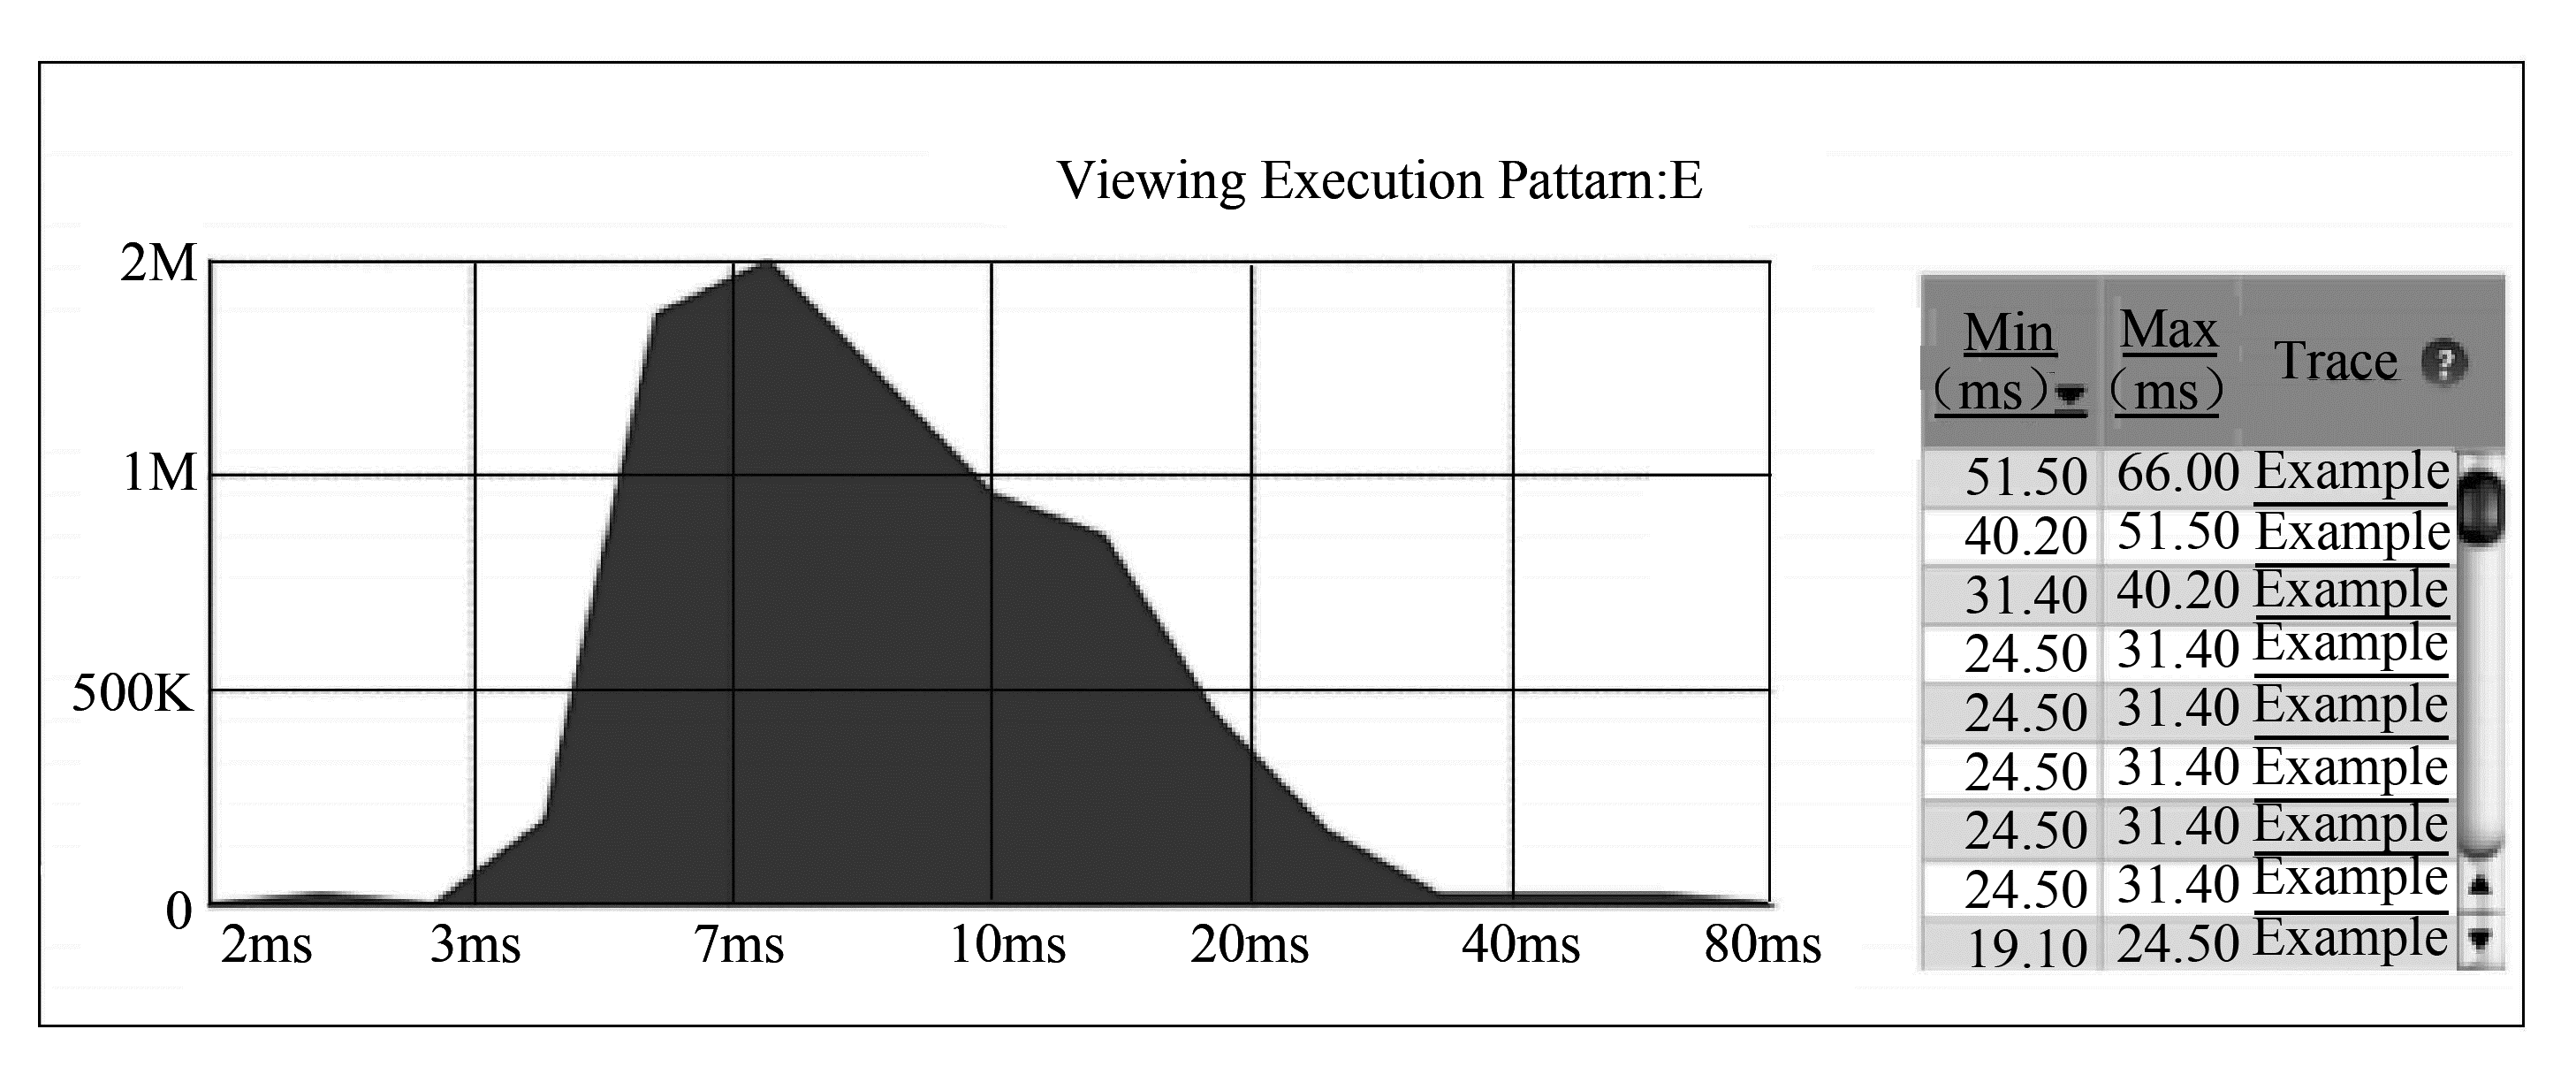 Viewing Execution Pattarn:E
2M
1M
500K
0
2ms 3ms 7ms 10ms 20ms 40ms 80ms
Min (ms) Max (ms) Trace ?
51.50 66.00 Example
40.20 51.50 Example
31.40 40.20 Example
24.50 31.40 Example
24.50 31.40 Example
24.50 31.40 Example
24.50 31.40 Example
24.50 31.40 Example
19.10 24.50 Example